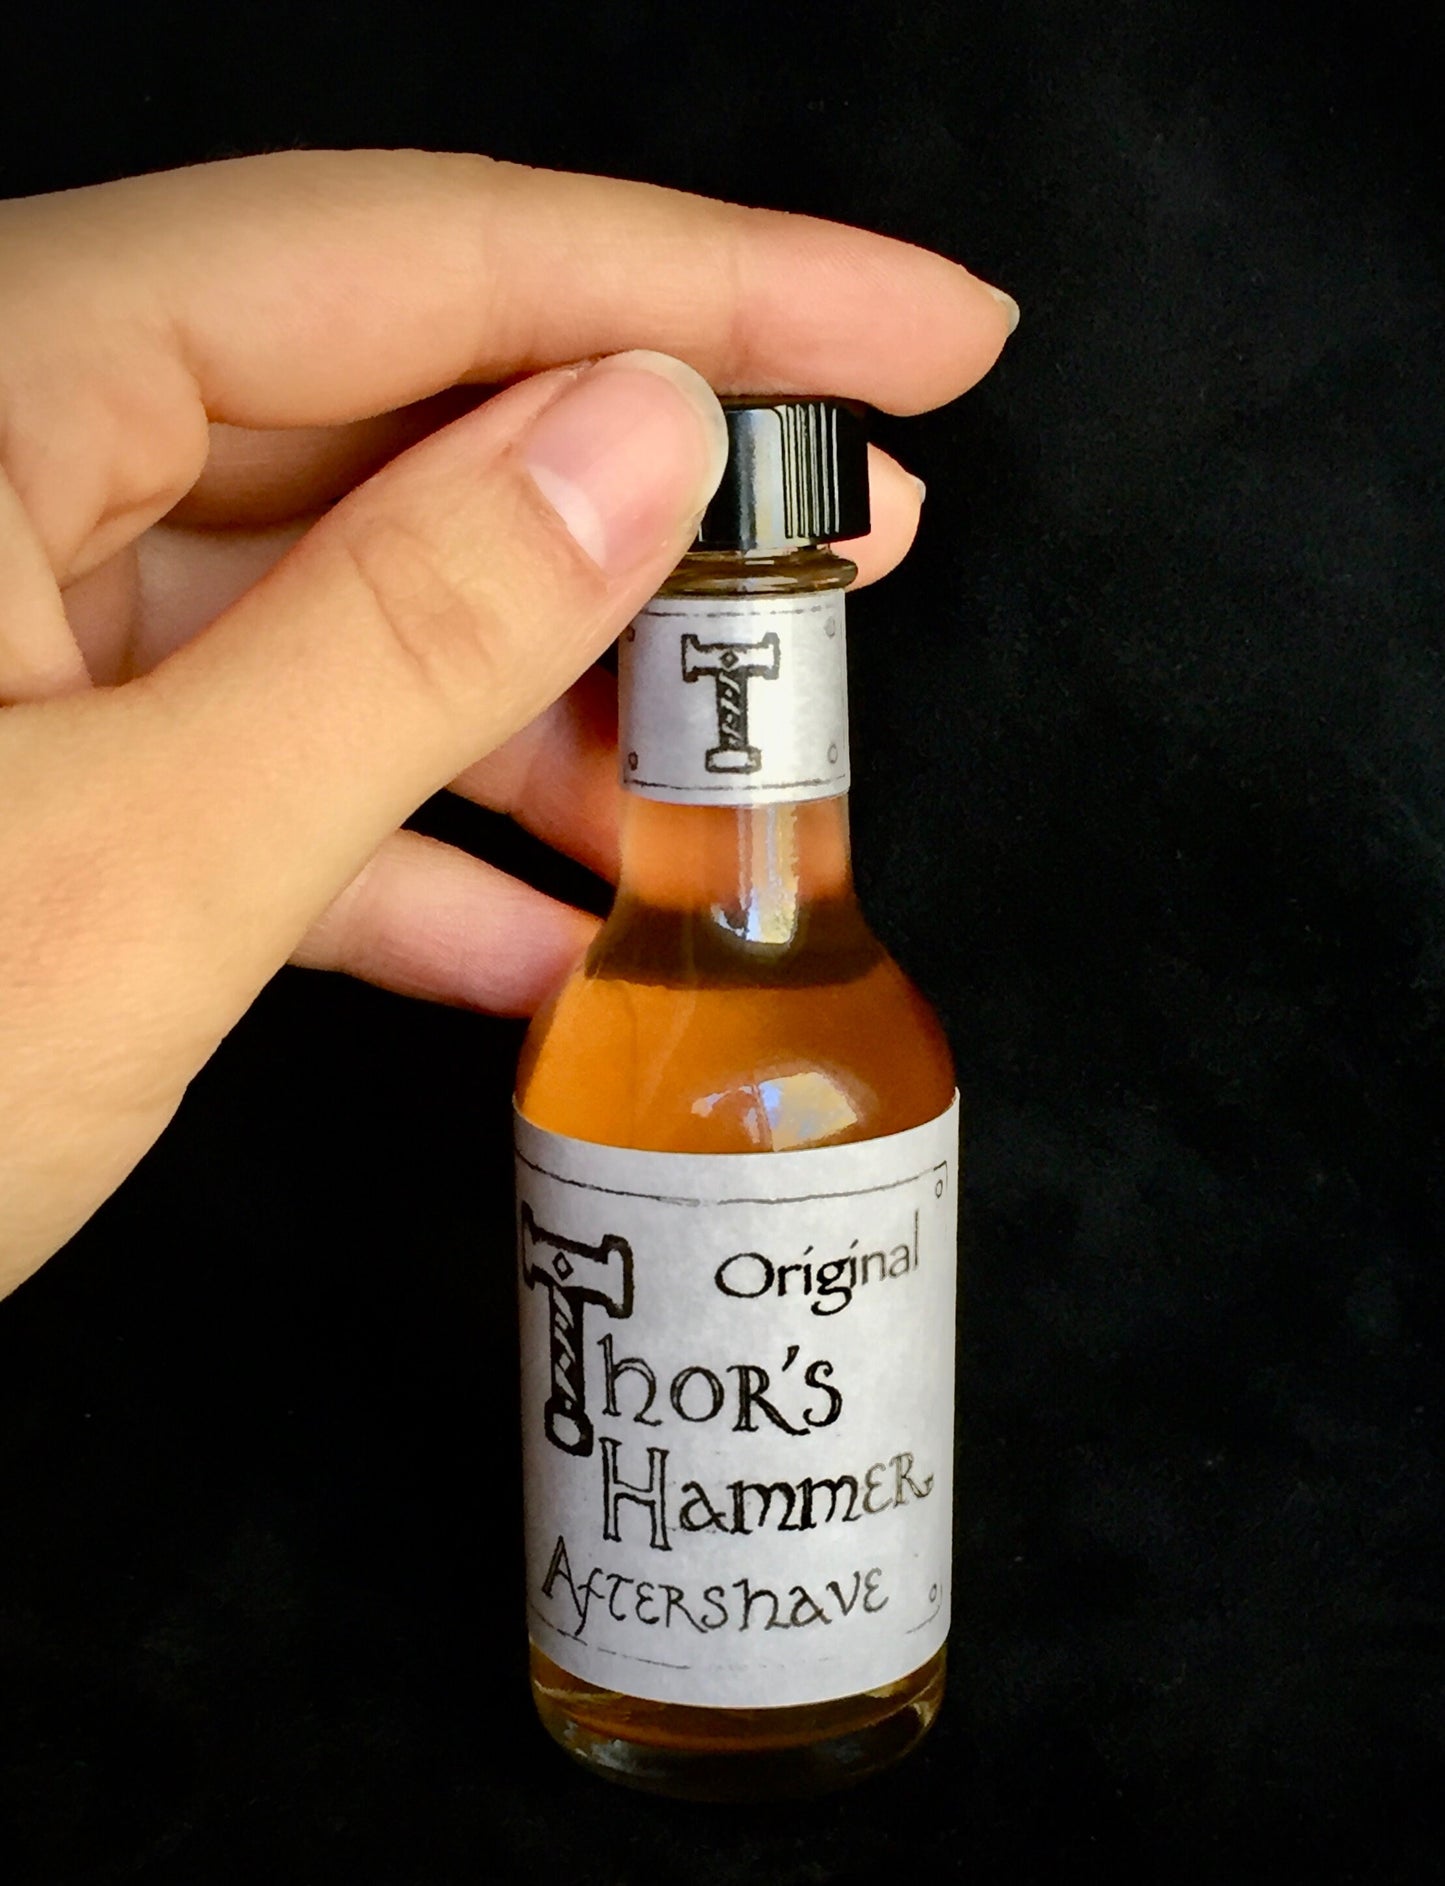 T
Original
Thor's
Hammer
Aftershave